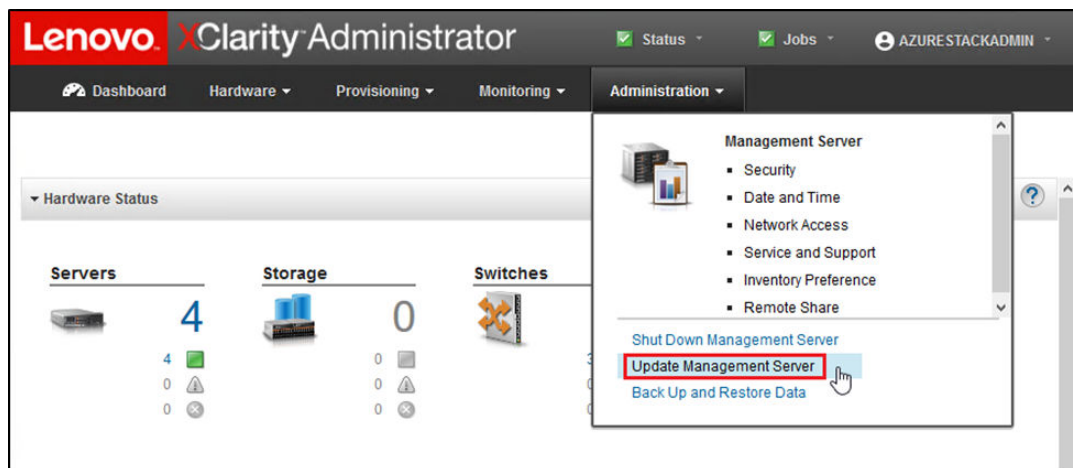 Lenovo. XClarity Administrator
Status
Jobs
AZURESTACKADMIN
Dashboard
Hardware
Provisioning
Monitoring
Administration
Management Server
Security
Date and Time
Network Access
Service and Support
Inventory Preference
Remote Share
Shut Down Management Server
Update Management Server
Back Up and Restore Data
Hardware Status
?
Servers
4
4
0
0
Storage
0
0
0
0
Switches